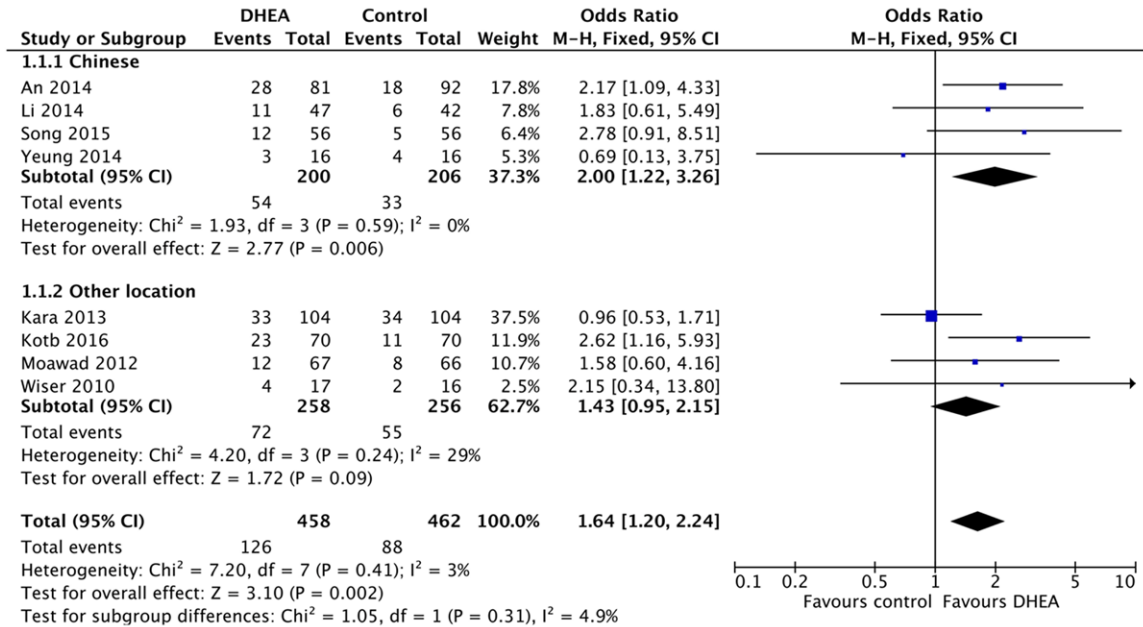 DHEA Control Odds Ratio Odds Ratio
Study or Subgroup Events Total Events Total Weight M-H, Fixed, 95% CI M-H, Fixed, 95% CI
1.1.1 Chinese
An 2014 28 81 18 92 17.8% 2.17 [1.09, 4.33]
Li 2014 11 47 6 42 7.8% 1.83 [0.61, 5.49]
Song 2015 12 56 5 56 6.4% 2.78 [0.91, 8.51]
Yeung 2014 3 16 4 16 5.3% 0.69 [0.13, 3.75]
Subtotal (95% CI) 200 206 37.3% 2.00 [1.22, 3.26]
Total events 54 33
Heterogeneity: Chi² = 1.93, df = 3 (P = 0.59); I² = 0%
Test for overall effect: Z = 2.77 (P = 0.006)
1.1.2 Other location
Kara 2013 33 104 34 104 37.5% 0.96 [0.53, 1.71]
Kotb 2016 23 70 11 70 11.9% 2.62 [1.16, 5.93]
Moawad 2012 12 67 8 66 10.7% 1.58 [0.60, 4.16]
Wiser 2010 4 17 2 16 2.5% 2.15 [0.34, 13.80]
Subtotal (95% CI) 258 256 62.7% 1.43 [0.95, 2.15]
Total events 72 55
Heterogeneity: Chi² = 4.20, df = 3 (P = 0.24); I² = 29%
Test for overall effect: Z = 1.72 (P = 0.09)
Total (95% CI) 458 462 100.0% 1.64 [1.20, 2.24]
Total events 126 88
Heterogeneity: Chi² = 7.20, df = 7 (P = 0.41); I² = 3%
Test for overall effect: Z = 3.10 (P = 0.002)
Test for subgroup differences: Chi² = 1.05, df = 1 (P = 0.31), I² = 4.9%
0.1 0.2 0.5 1 2 5 10
Favours control Favours DHEA